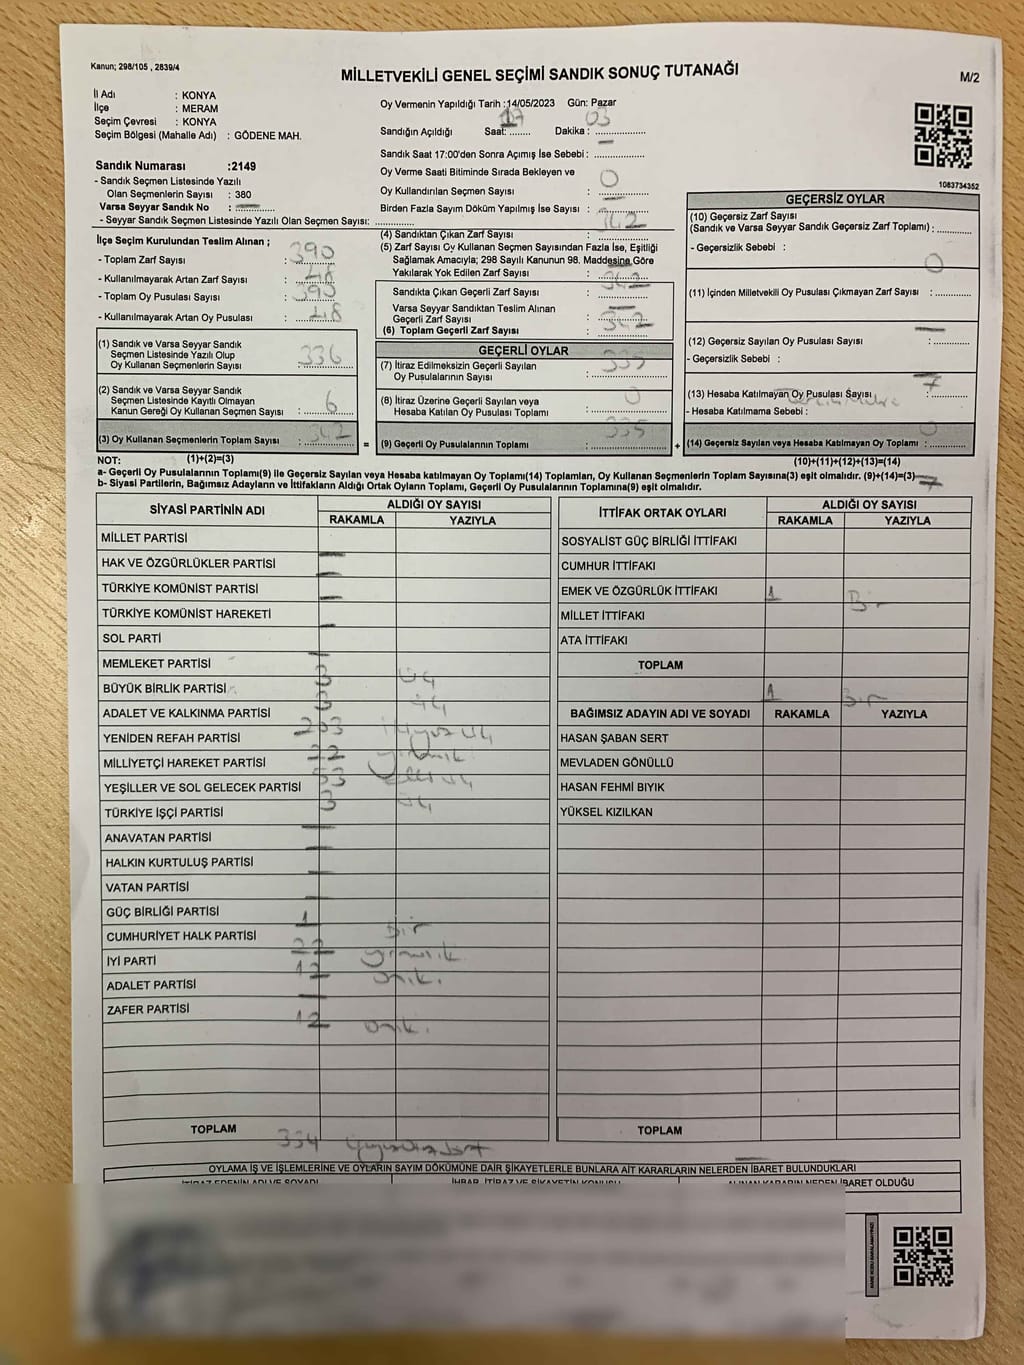 Kanun; 298/105 , 2839/4
MİLLETVEKİLİ GENEL SEÇİMİ SANDIK SONUÇ TUTANAĞI
M/2
İl Adı : KONYA
İlçe : MERAM
Seçim Çevresi : KONYA
Seçim Bölgesi (Mahalle Adı) : GÖDENE MAH.
Sandık Numarası :2149
- Sandık Seçmen Listesinde Yazılı
Olan Seçmenlerin Sayısı : 380
Varsa Seyyar Sandık No :
- Seyyar Sandık Seçmen Listesinde Yazılı Olan Seçmen Sayısı:
Oy Vermenin Yapıldığı Tarih :14/05/2023 Gün: Pazar
Sandığın Açıldığı Saat: 17 Dakika : 03
Sandık Saat 17:00'den Sonra Açımış İse Sebebi :
Oy Verme Saati Bitiminde Sırada Bekleyen ve
Oy Kullandırılan Seçmen Sayısı : 0
Birden Fazla Sayım Döküm Yapılmış İse Sayısı :
1083734352
İlçe Seçim Kurulundan Teslim Alınan ;
- Toplam Zarf Sayısı : 390
- Kullanılmayarak Artan Zarf Sayısı : 48
- Toplam Oy Pusulası Sayısı : 390
- Kullanılmayarak Artan Oy Pusulası : 48
(4) Sandıktan Çıkan Zarf Sayısı : 342
(5) Zarf Sayısı Oy Kullanan Seçmen Sayısından Fazla İse, Eşitliği
Sağlamak Amacıyla; 298 Sayılı Kanunun 98. Maddesine Göre
Yakılarak Yok Edilen Zarf Sayısı :
Sandıkta Çıkan Geçerli Zarf Sayısı : 342
Varsa Seyyar Sandıktan Teslim Alınan
Geçerli Zarf Sayısı :
(6) Toplam Geçerli Zarf Sayısı : 342
GEÇERSİZ OYLAR
(10) Geçersiz Zarf Sayısı
(Sandık ve Varsa Seyyar Sandık Geçersiz Zarf Toplamı) :
- Geçersizlik Sebebi :
0
(11) İçinden Milletvekili Oy Pusulası Çıkmayan Zarf Sayısı :
(12) Geçersiz Sayılan Oy Pusulası Sayısı :
- Geçersizlik Sebebi :
7
(13) Hesaba Katılmayan Oy Pusulası Sayısı :
- Hesaba Katılmama Sebebi :
0
(14) Geçersiz Sayılan veya Hesaba Katılmayan Oy Toplamı :
(10)+(11)+(12)+(13)=(14)
7
(1) Sandık ve Varsa Seyyar Sandık
Seçmen Listesinde Yazılı Olup
Oy Kullanan Seçmenlerin Sayısı : 336
(2) Sandık ve Varsa Seyyar Sandık
Seçmen Listesinde Kayıtlı Olmayan
Kanun Gereği Oy Kullanan Seçmen Sayısı : 6
(3) Oy Kullanan Seçmenlerin Toplam Sayısı : 342
(1)+(2)=(3)
GEÇERLİ OYLAR
(7) İtiraz Edilmeksizin Geçerli Sayılan
Oy Pusulalarının Sayısı : 335
(8) İtiraz Üzerine Geçerli Sayılan veya
Hesaba Katılan Oy Pusulası Toplamı : 0
(9) Geçerli Oy Pusulalarının Toplamı : 335
NOT:
a- Geçerli Oy Pusulalarının Toplamı(9) ile Geçersiz Sayılan veya Hesaba katılmayan Oy Toplamı(14) Toplamları, Oy Kullanan Seçmenlerin Toplam Sayısına(3) eşit olmalıdır. (9)+(14)=(3)
b- Siyasi Partilerin, Bağımsız Adayların ve İttifakların Aldığı Ortak Oyların Toplamı, Geçerli Oy Pusulalarının Toplamına(9) eşit olmalıdır.
SİYASİ PARTİNİN ADI
ALDIĞI OY SAYISI
RAKAMLA YAZIYLA
MİLLET PARTİSİ
HAK VE ÖZGÜRLÜKLER PARTİSİ
TÜRKİYE KOMÜNİST PARTİSİ
TÜRKİYE KOMÜNİST HAREKETİ
SOL PARTİ
MEMLEKET PARTİSİ
3 üç
BÜYÜK BİRLİK PARTİSİ
3 üç
ADALET VE KALKINMA PARTİSİ
203 ikiyüz üç
YENİDEN REFAH PARTİSİ
22
MİLLİYETÇİ HAREKET PARTİSİ
53 elli üç
YEŞİLLER VE SOL GELECEK PARTİSİ
3 üç
TÜRKİYE İŞÇİ PARTİSİ
ANAVATAN PARTİSİ
HALKIN KURTULUŞ PARTİSİ
VATAN PARTİSİ
GÜÇ BİRLİĞİ PARTİSİ
1 Bir
CUMHURİYET HALK PARTİSİ
22
İYİ PARTİ
12 oniki.
ADALET PARTİSİ
ZAFER PARTİSİ
12 oniki.
TOPLAM
334 üçyüzotuzdört
İTTİFAK ORTAK OYLARI
ALDIĞI OY SAYISI
RAKAMLA YAZIYLA
SOSYALİST GÜÇ BİRLİĞİ İTTİFAKI
CUMHUR İTTİFAKI
EMEK VE ÖZGÜRLÜK İTTİFAKI 1 Bir
MİLLET İTTİFAKI
ATA İTTİFAKI
TOPLAM
1 Bir
BAĞIMSIZ ADAYIN ADI VE SOYADI RAKAMLA YAZIYLA
HASAN ŞABAN SERT
MEVLADEN GÖNÜLLÜ
HASAN FEHMİ BIYIK
YÜKSEL KIZILKAN
TOPLAM
OYLAMA İŞ VE İŞLEMLERİNE VE OYLARIN SAYIM DÖKÜMÜNE DAİR ŞİKAYETLERLE BUNLARA AİT KARARLARIN NELERDEN İBARET BULUNDUKLARI
İTİRAZ EDENİN ADI VE SOYADI
İHBAR, İTİRAZ VE ŞİKAYETİN KONUSU
ALINAN KARARIN NEDEN İBARET OLDUĞU